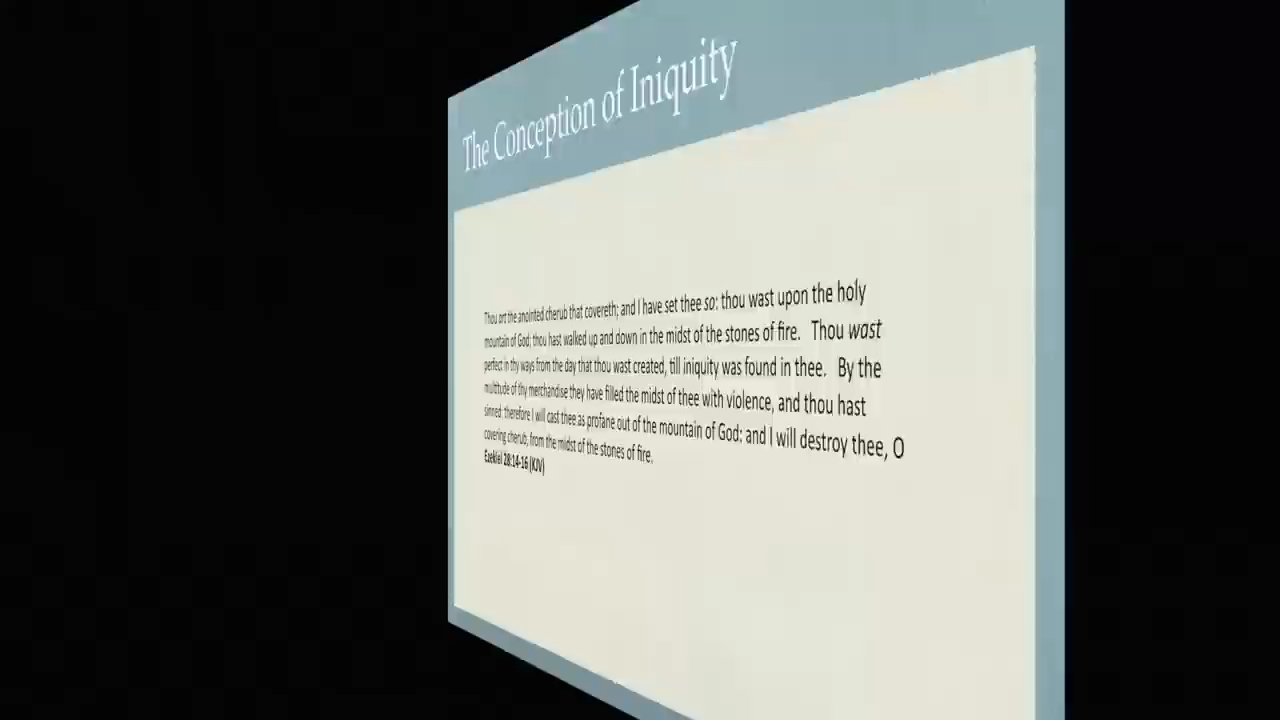 The Conception of Iniquity
Thou art the anointed cherub that covereth; and I have set thee so: thou wast upon the holy
mountain of God; thou hast walked up and down in the midst of the stones of fire. Thou wast
perfect in thy ways from the day that thou wast created, till iniquity was found in thee. By the
multitude of thy merchandise they have filled the midst of thee with violence, and thou hast
sinned: therefore I will cast thee as profane out of the mountain of God: and I will destroy thee, O
covering cherub, from the midst of the stones of fire.
Ezekiel 28:14-16 (KJV)